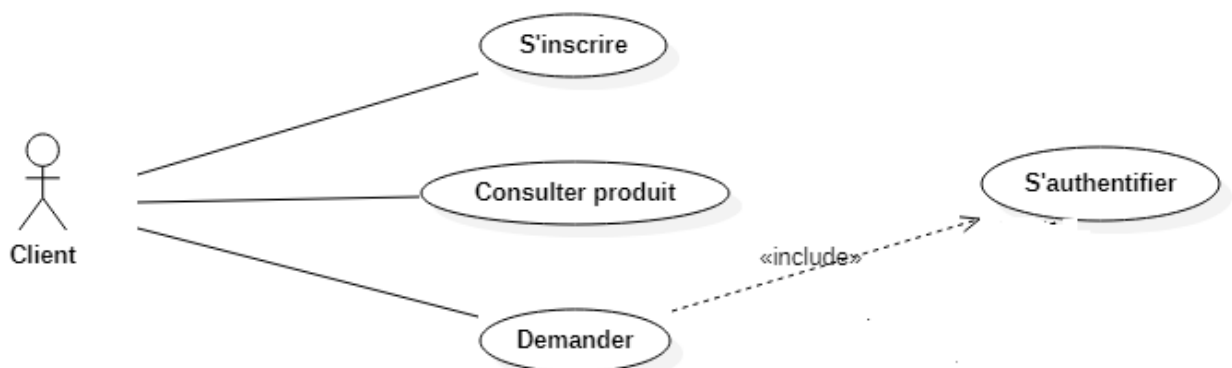 S'inscrire
Consulter produit
S'authentifier
Client
«include»
Demander